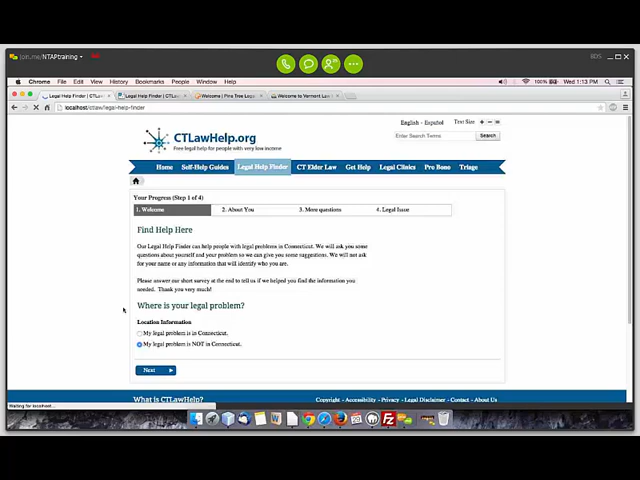 join.me/NTAPtraining
RDS
Chrome File Edit View History Bookmarks People Window Help
100% Wed 1:13 PM
Legal Help Finder | CTLaw
Legal Help Finder | CTLaw
Welcome | Pine Tree Legal
Welcome to Vermont Law
localhost/ctlaw/legal-help-finder
English - Español Text Size + − =
CTLawHelp.org
Free legal help for people with very low income
Enter Search Terms Search
Home Self-Help Guides Legal Help Finder CT Elder Law Get Help Legal Clinics Pro Bono Triage
Your Progress (Step 1 of 4)
1. Welcome 2. About You 3. More questions 4. Legal Issue
Find Help Here
Our Legal Help Finder can help people with legal problems in Connecticut. We will ask you some
questions about yourself and your problem so we can give you some suggestions. We will not ask
for your name or any information that will identify who you are.
Please answer our short survey at the end to tell us if we helped you find the information you
needed. Thank you very much!
Where is your legal problem?
Location Information
My legal problem is in Connecticut.
My legal problem is NOT in Connecticut.
Next
What is CTLawHelp?
Copyright - Accessibility - Privacy - Legal Disclaimer - Contact - About Us
Waiting for localhost...